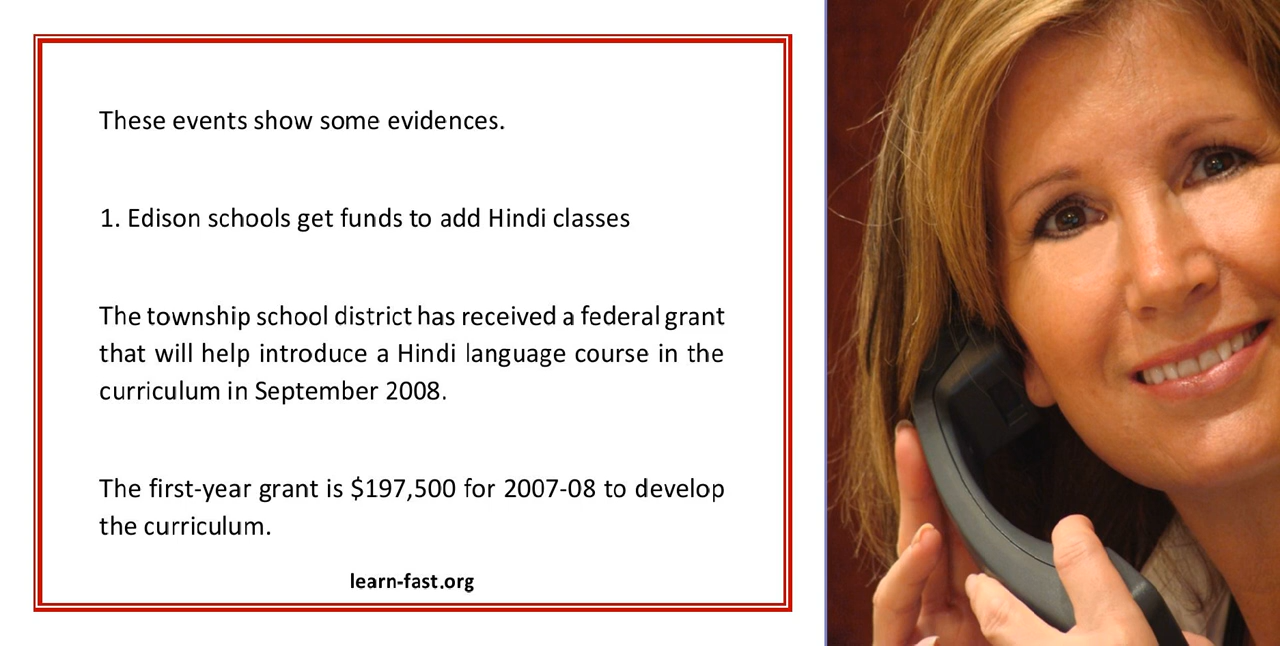 These events show some evidences.
1. Edison schools get funds to add Hindi classes
The township school district has received a federal grant
that will help introduce a Hindi language course in the
curriculum in September 2008.
The first-year grant is $197,500 for 2007-08 to develop
the curriculum.
learn-fast.org